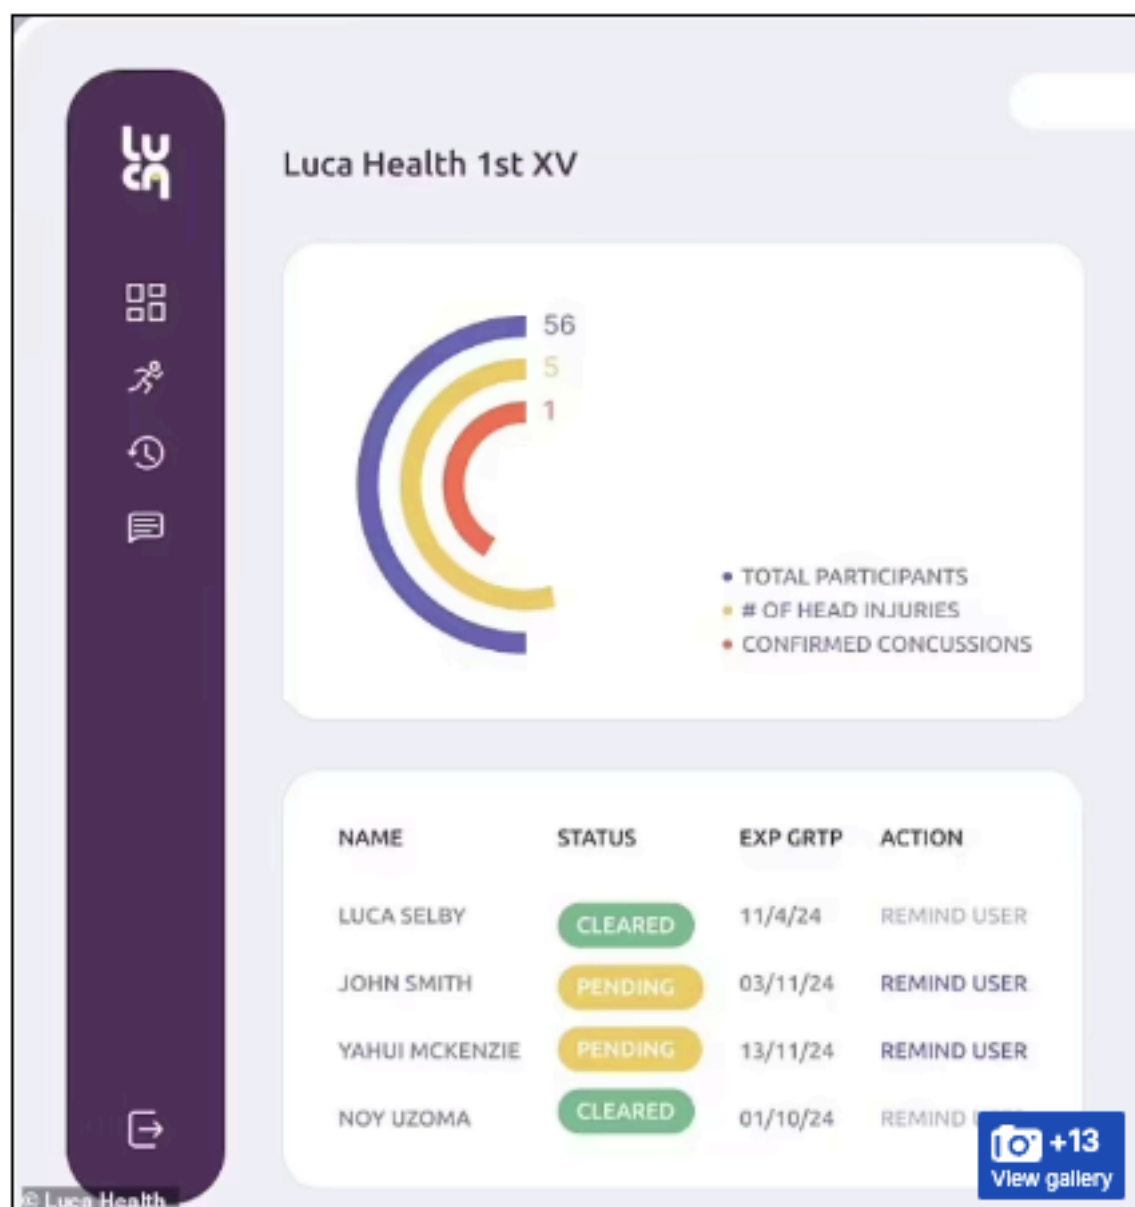 Luca
Luca Health 1st XV
56
5
1
TOTAL PARTICIPANTS
# OF HEAD INJURIES
CONFIRMED CONCUSSIONS
NAME STATUS EXP GRTP ACTION
LUCA SELBY CLEARED 11/4/24 REMIND USER
JOHN SMITH PENDING 03/11/24 REMIND USER
YAHUI MCKENZIE PENDING 13/11/24 REMIND USER
NOY UZOMA CLEARED 01/10/24 REMIND
+13
View gallery
© Luca Health